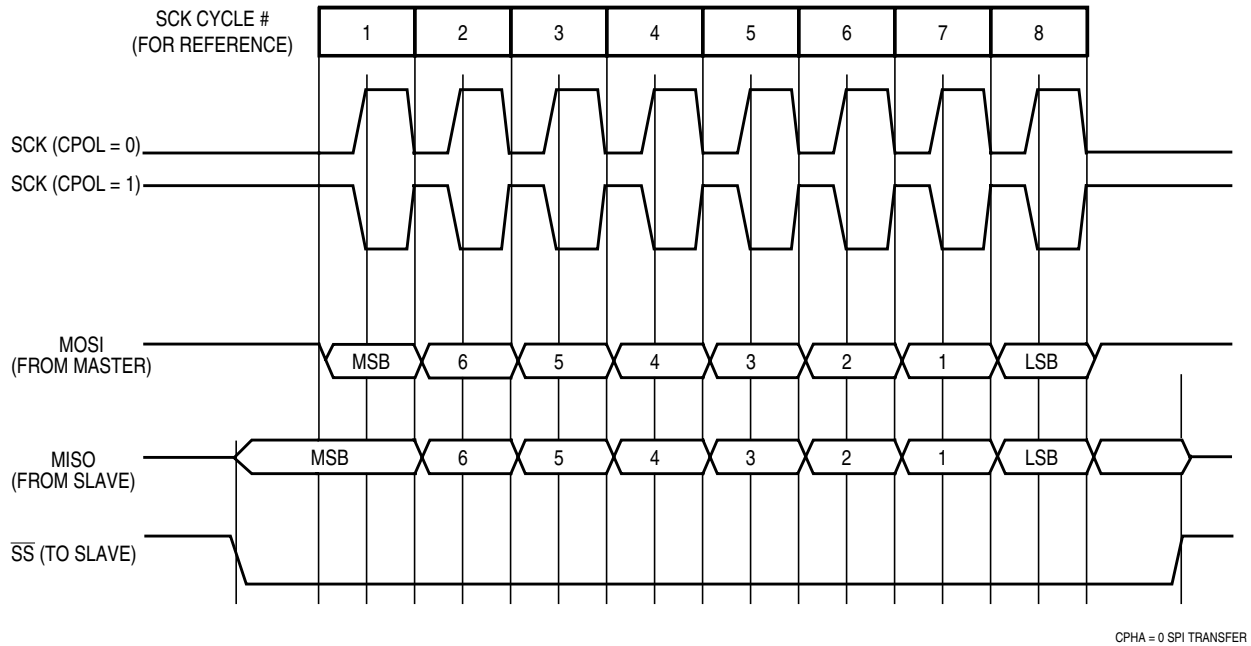 SCK CYCLE #
(FOR REFERENCE)
1 2 3 4 5 6 7 8
SCK (CPOL = 0)
SCK (CPOL = 1)
MOSI
(FROM MASTER)
MSB 6 5 4 3 2 1 LSB
MISO
(FROM SLAVE)
MSB 6 5 4 3 2 1 LSB
S̅S̅ (TO SLAVE)
CPHA = 0 SPI TRANSFER